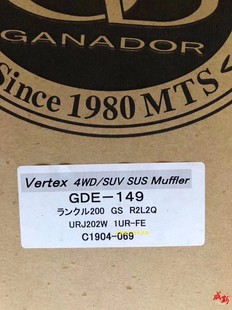 GANADOR
Since 1980 MTS
Vertex 4WD/SUV SUS Muffler
GDE-149
ランクル200 GS R2L2Q
URJ202W 1UR-FE
C1904-069